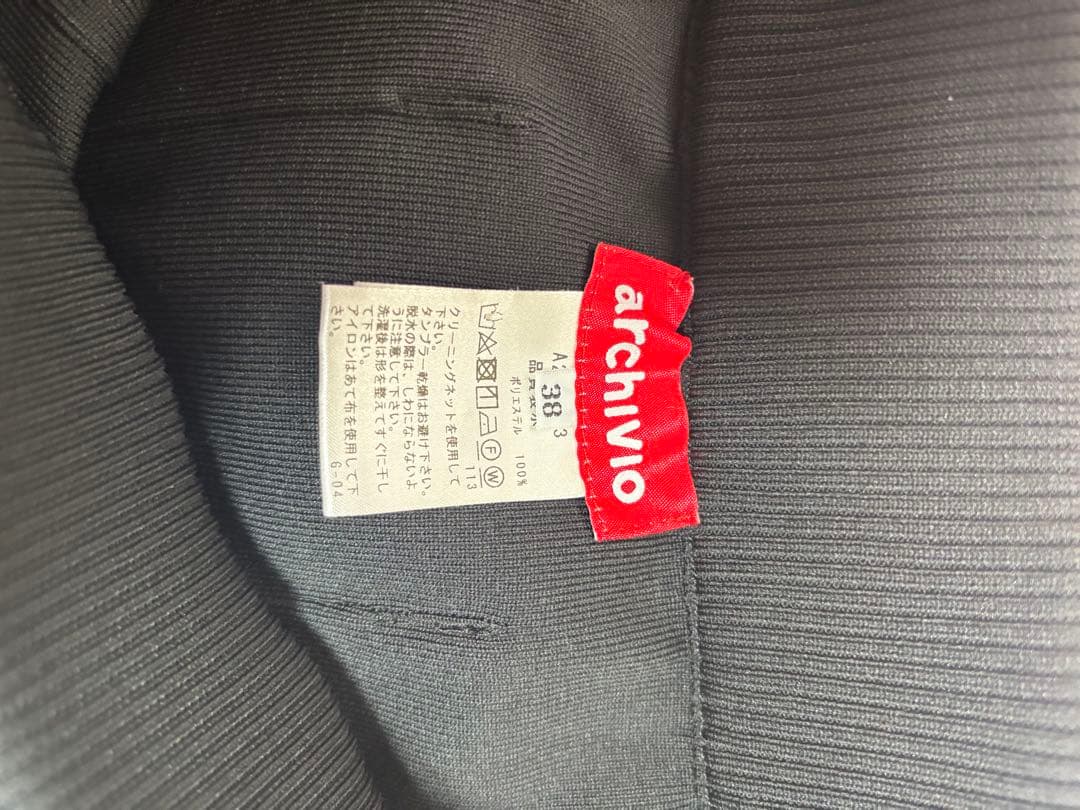 archivio
38
3
ポリエステル 100%
113
クリーニングネットを使用して
下さい。
タンブラー乾燥はお避け下さい。
脱水の際は、しわにならないよ
うに注意して下さい。
洗濯後は形を整えてすぐに干し
て下さい。
アイロンはあて布を使用して下
さい。
6-04